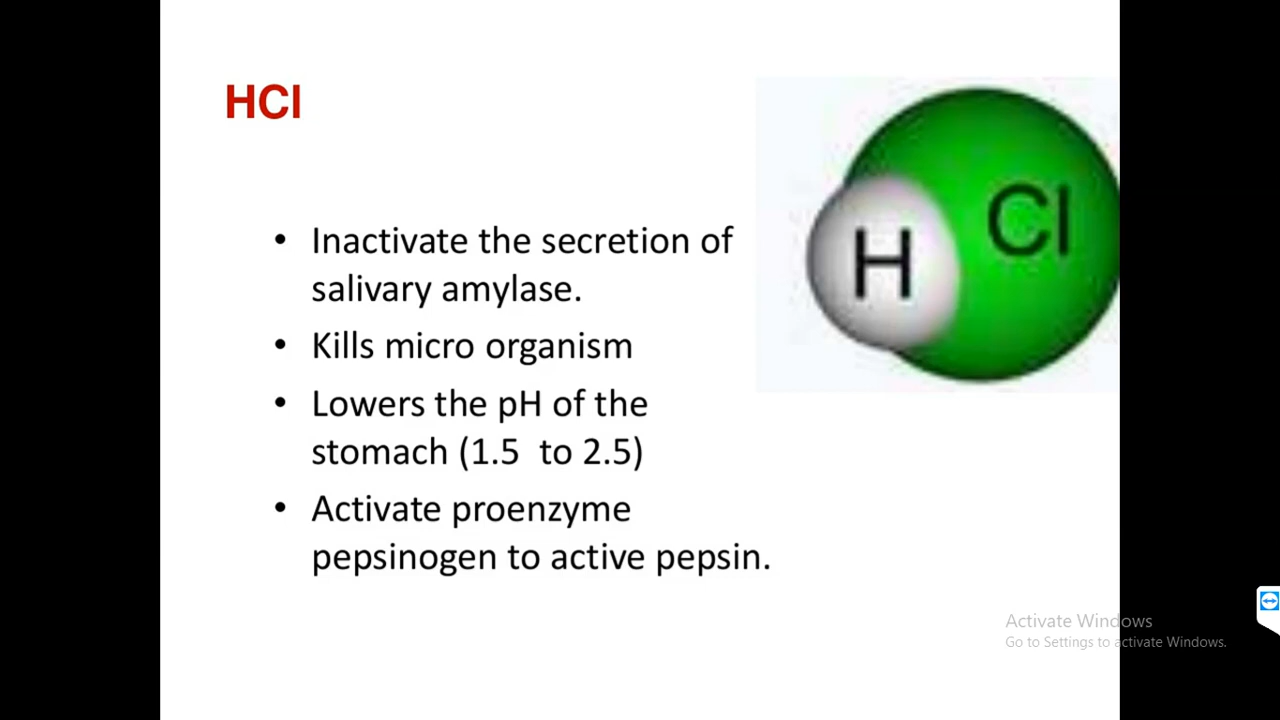 HCl
• Inactivate the secretion of
salivary amylase.
• Kills micro organism
• Lowers the pH of the
stomach (1.5  to 2.5)
• Activate proenzyme
pepsinogen to active pepsin.
H
Cl
Activate Windows
Go to Settings to activate Windows.